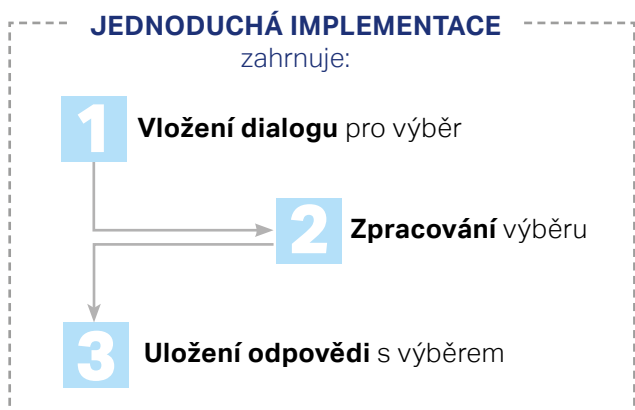 JEDNODUCHÁ IMPLEMENTACE
zahrnuje:
1 Vložení dialogu pro výběr
2 Zpracování výběru
3 Uložení odpovědi s výběrem